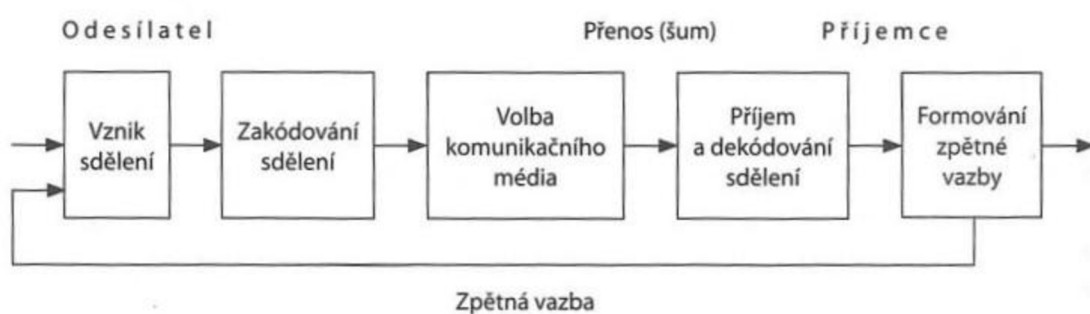 Odesílatel
Přenos (šum)
Příjemce
Vznik
sdělení
Zakódování
sdělení
Volba
komunikačního
média
Příjem
a dekódování
sdělení
Formování
zpětné
vazby
Zpětná vazba